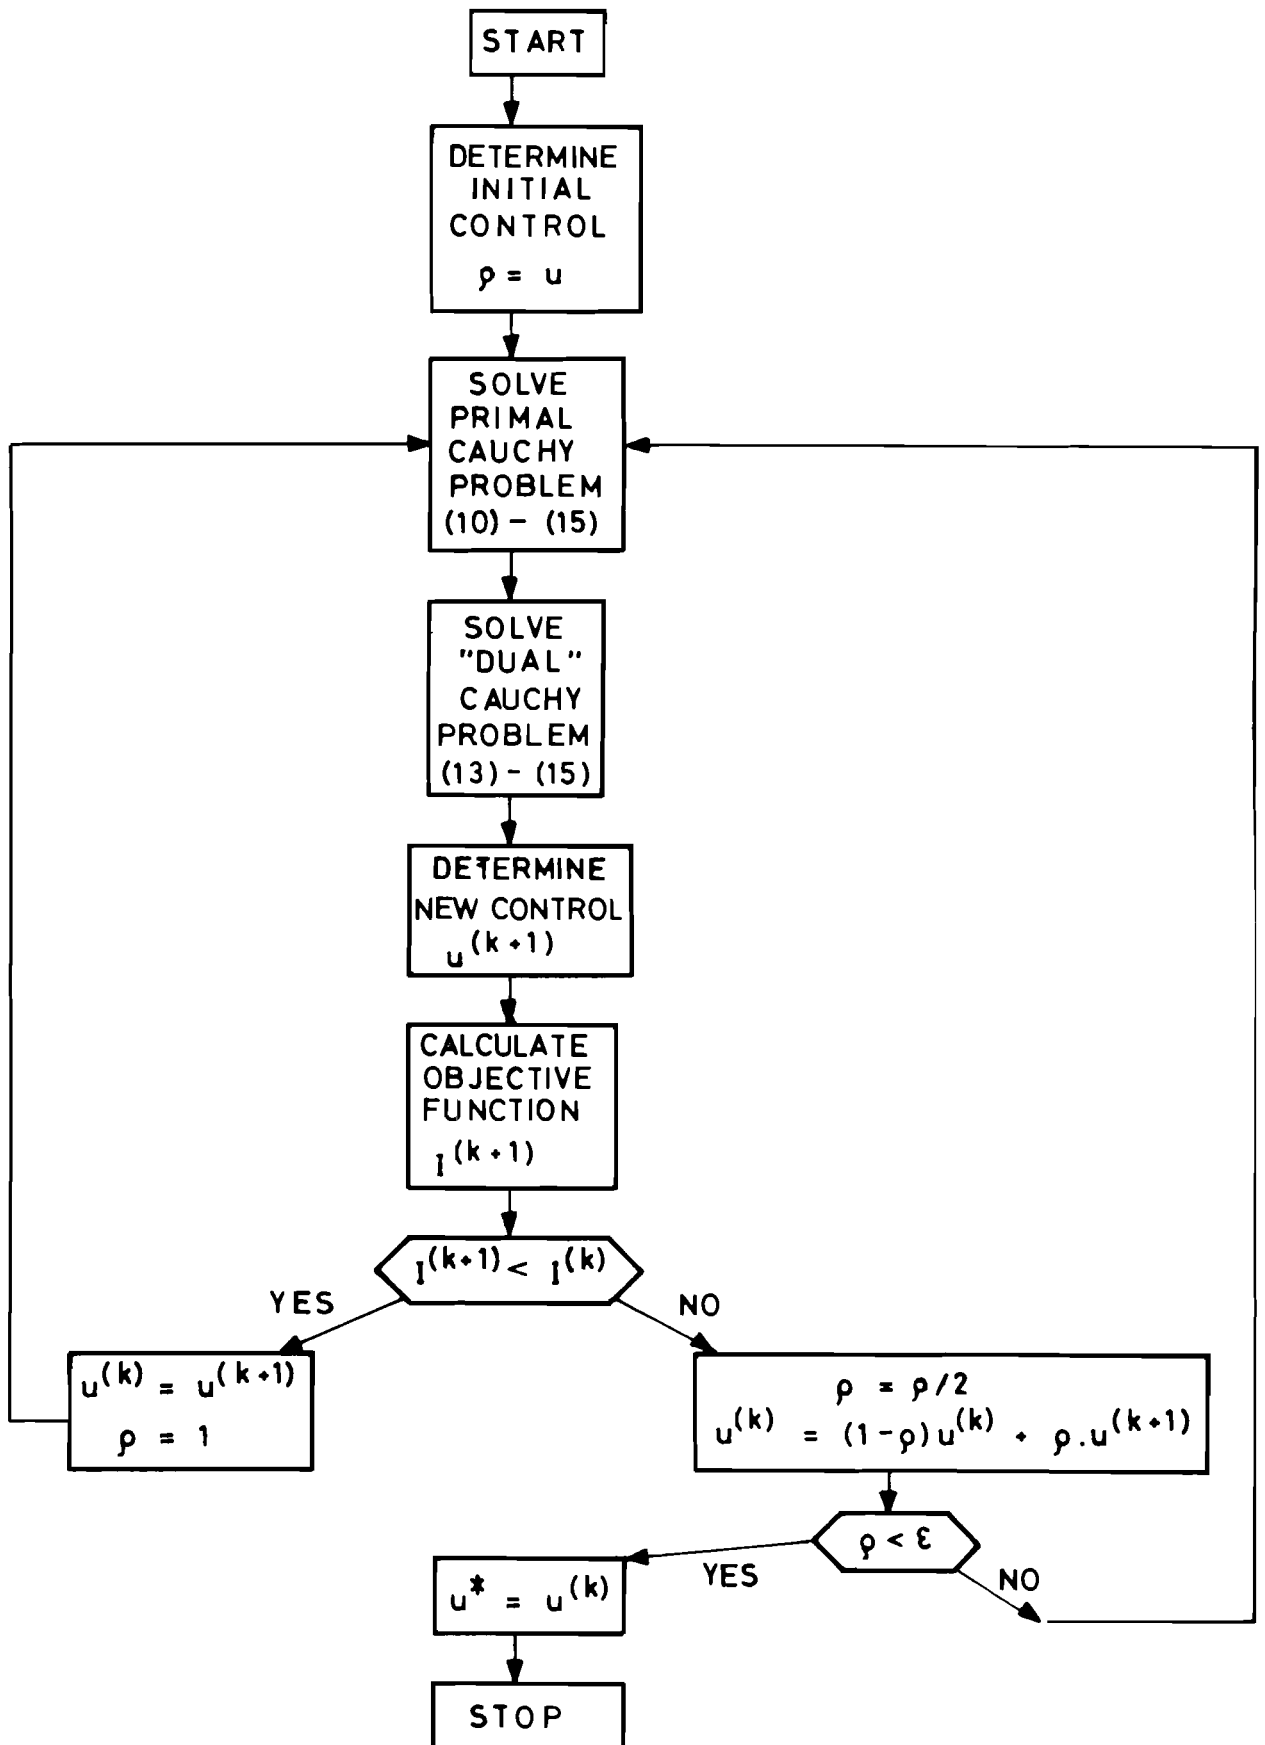 START
DETERMINE
INITIAL
CONTROL
ρ = u
SOLVE
PRIMAL
CAUCHY
PROBLEM
(10) - (15)
SOLVE
"DUAL"
CAUCHY
PROBLEM
(13) - (15)
DETERMINE
NEW CONTROL
u^(k+1)
CALCULATE
OBJECTIVE
FUNCTION
I^(k+1)
I^(k+1) < I^(k)
YES
NO
u^(k) = u^(k+1)
ρ = 1
ρ = ρ/2
u^(k) = (1-ρ)u^(k) + ρ.u^(k+1)
ρ < ε
YES
NO
u* = u^(k)
STOP